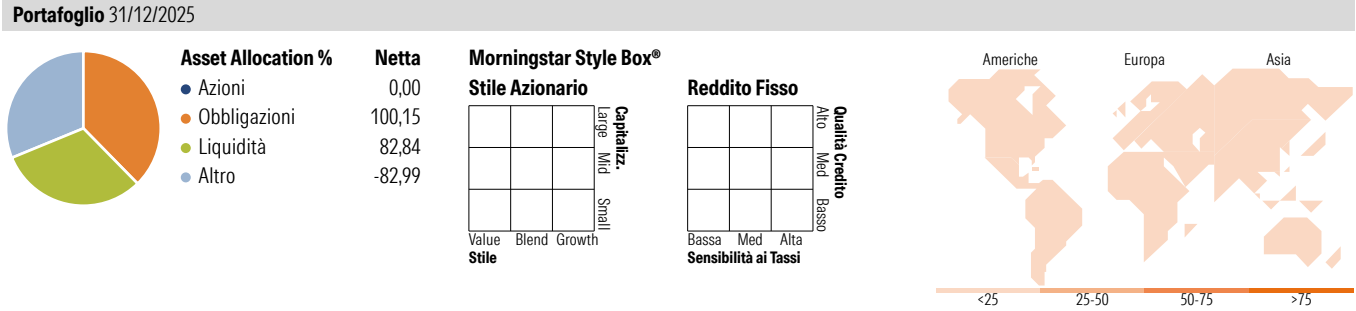 Portafoglio 31/12/2025
Asset Allocation % Netta
Azioni 0,00
Obbligazioni 100,15
Liquidità 82,84
Altro -82,99
Morningstar Style Box®
Stile Azionario
Large Mid Small
Capitalizz.
Value Blend Growth
Stile
Reddito Fisso
Alto Med Basso
Qualità Credito
Bassa Med Alta
Sensibilità ai Tassi
Americhe Europa Asia
<25 25-50 50-75 >75